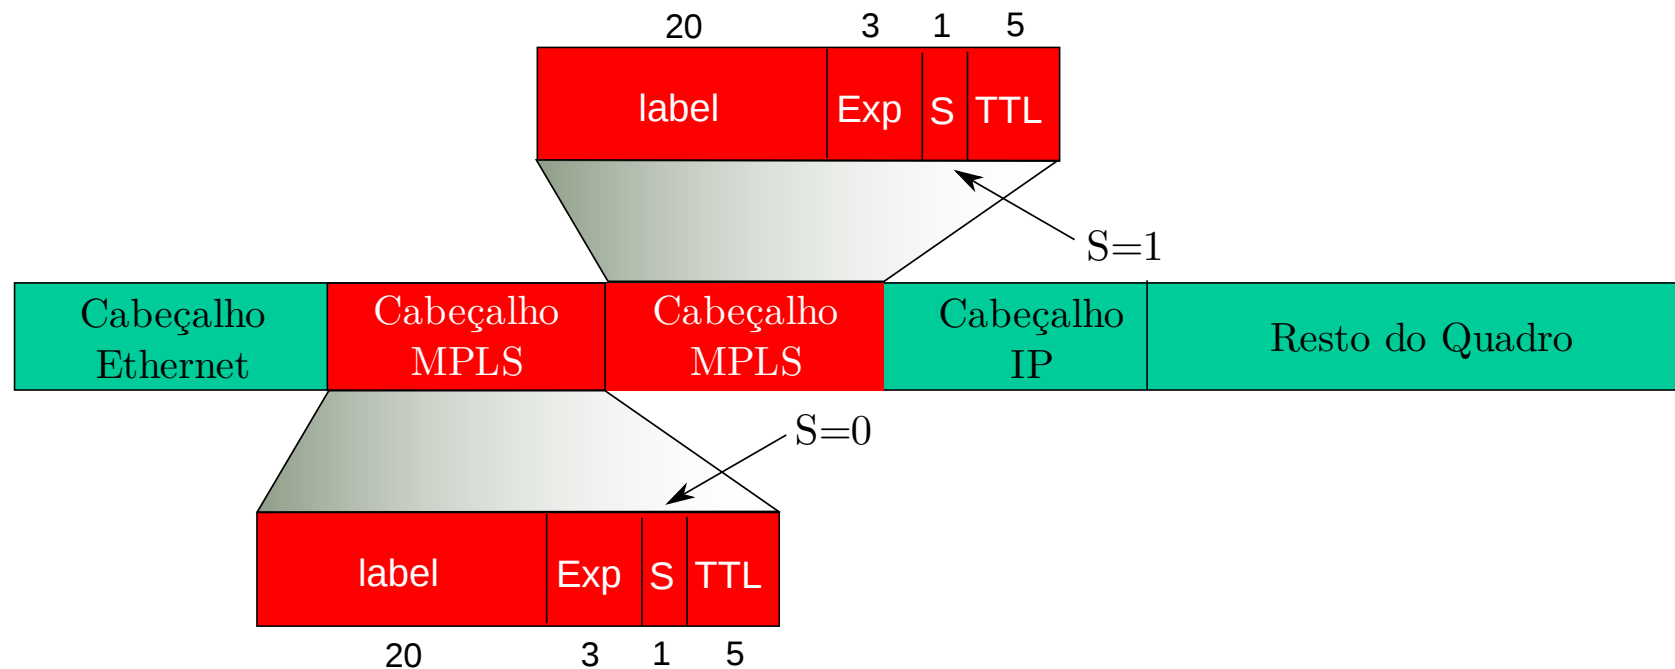 20 3 1 5
label Exp S TTL
S=1
Cabeçalho Cabeçalho Cabeçalho Cabeçalho Resto do Quadro
Ethernet MPLS MPLS IP
S=0
label Exp S TTL
20 3 1 5